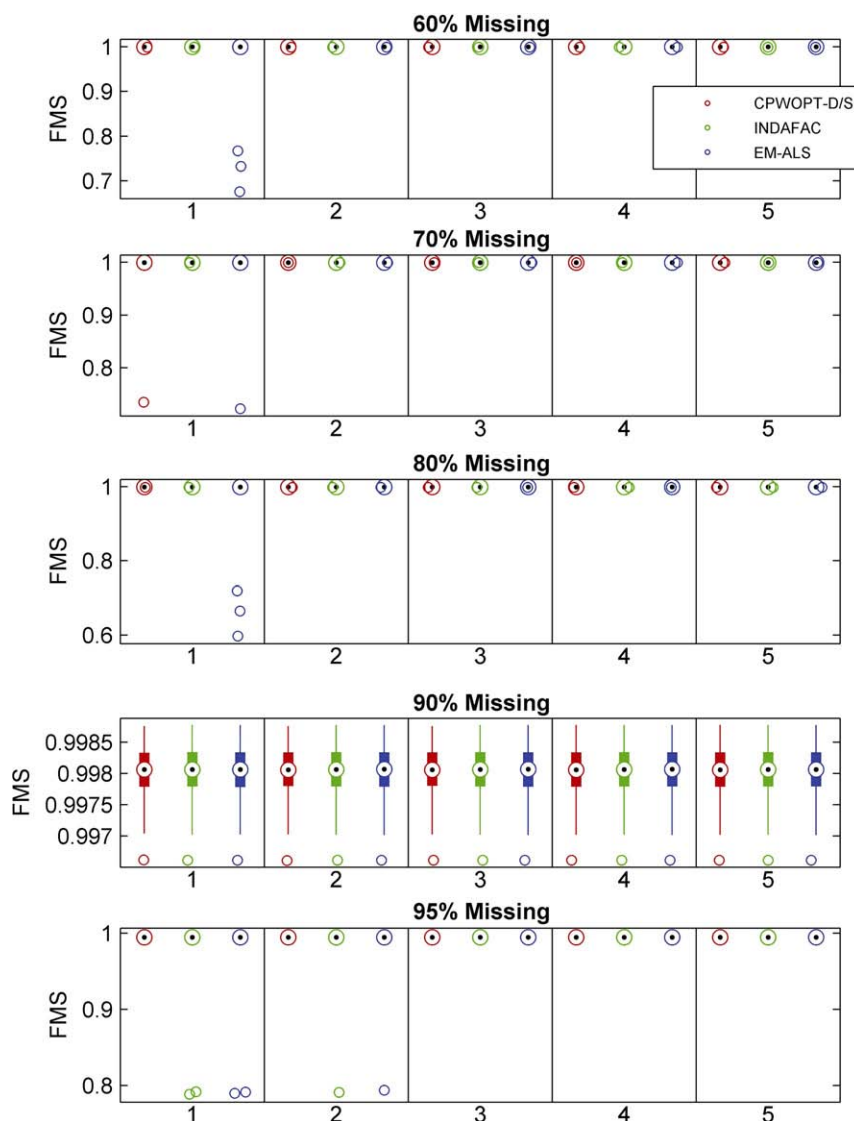 60% Missing
1
0.9
0.8
0.7
FMS
CPWOPT-D/S
INDAFAC
EM-ALS
1 2 3 4 5
70% Missing
1
0.9
0.8
FMS
1 2 3 4 5
80% Missing
1
0.8
0.6
FMS
1 2 3 4 5
90% Missing
0.9985
0.998
0.9975
0.997
FMS
1 2 3 4 5
95% Missing
1
0.9
0.8
FMS
1 2 3 4 5